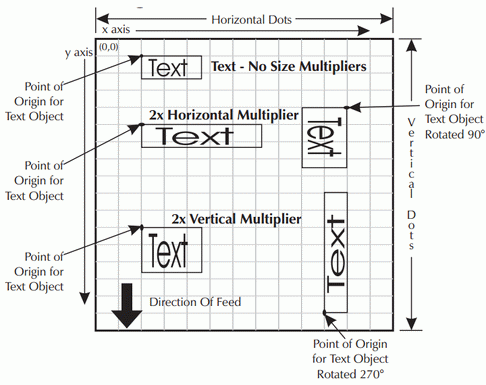 Horizontal Dots
x axis
y axis
(0,0)
Text
Text - No Size Multipliers
Point of
Origin for
Text Object
2x Horizontal Multiplier
Text
Text
Point of
Origin for
Text Object
Rotated 90°
Point of
Origin for
Text Object
Vertical Dots
2x Vertical Multiplier
Text
Text
Point of
Origin for
Text Object
Direction Of Feed
Point of Origin
for Text Object
Rotated 270°